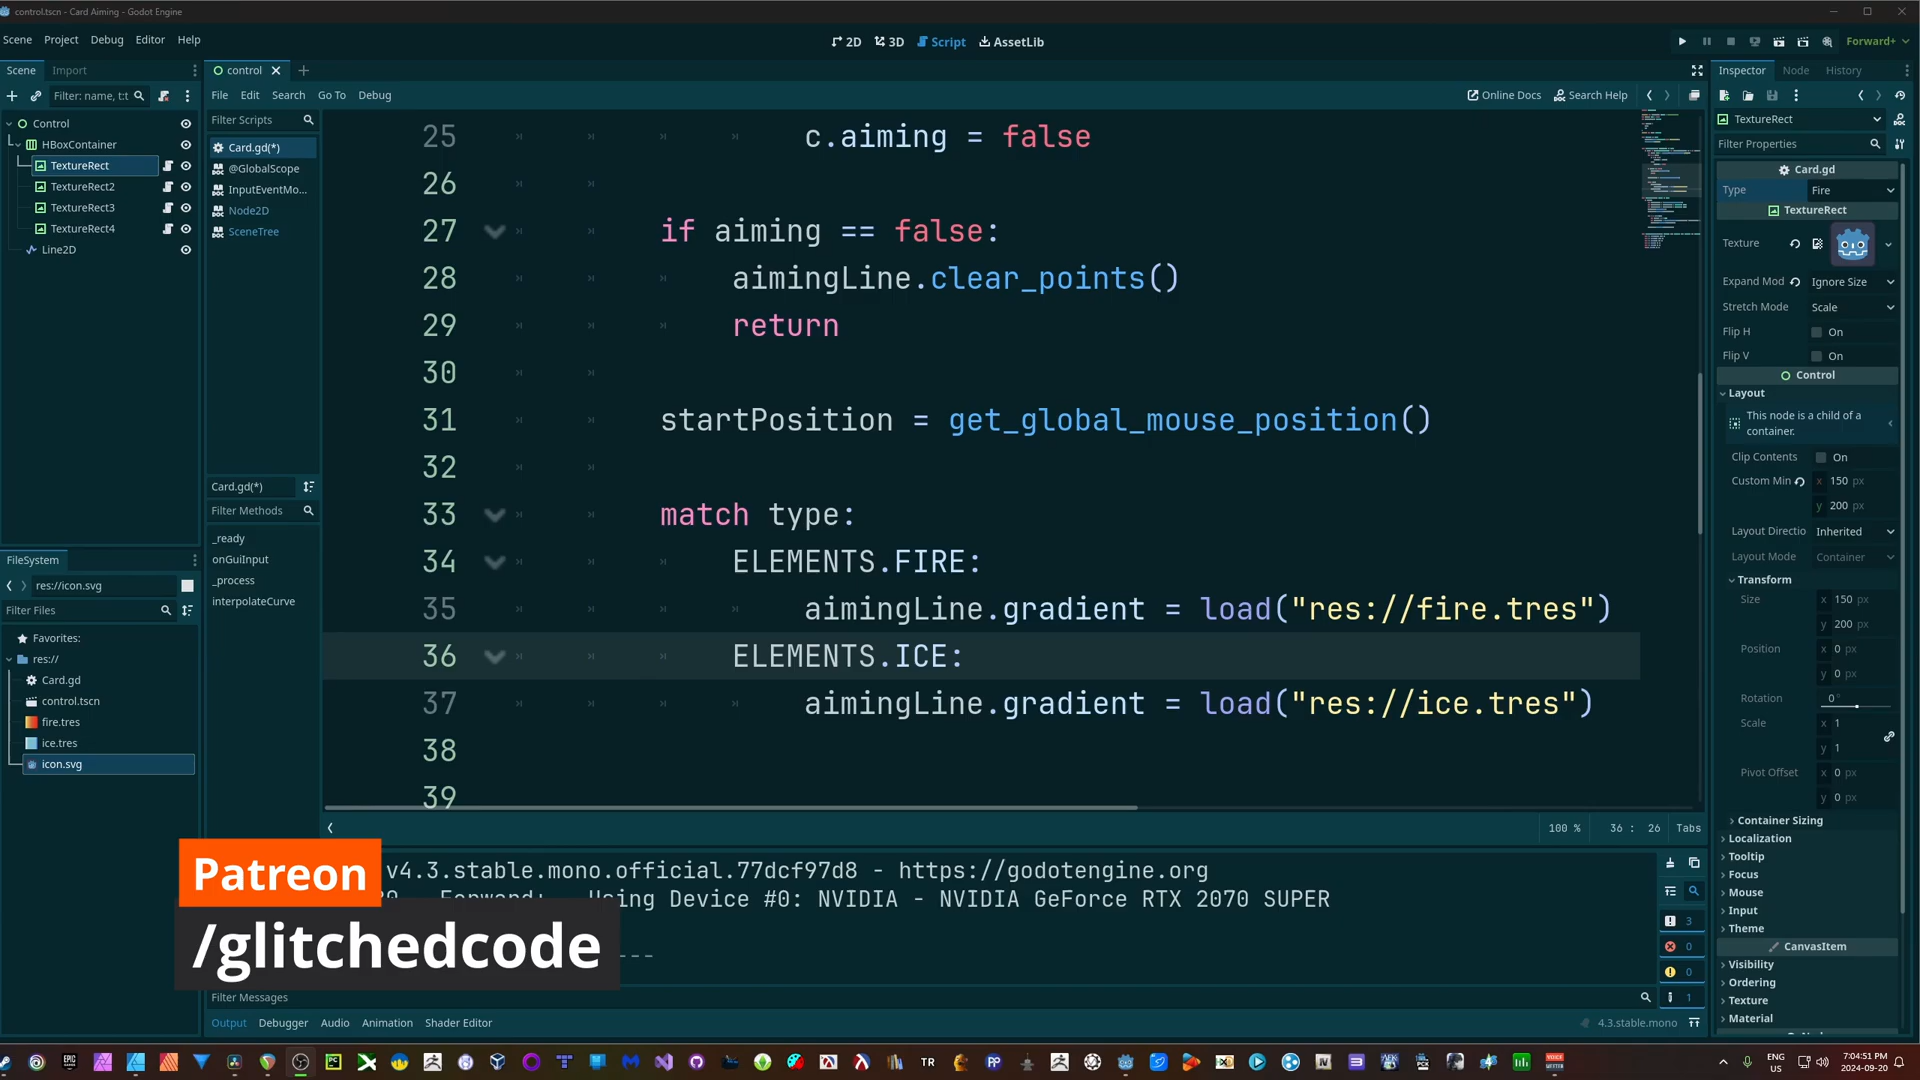 control.tscn - Card Aiming - Godot Engine
Scene Project Debug Editor Help
2D 3D Script AssetLib
Forward+
Scene Import
control
Inspector Node History
Filter: name, t:t
File Edit Search Go To Debug
Online Docs Search Help
Control
HBoxContainer
TextureRect
TextureRect2
TextureRect3
TextureRect4
Line2D
Filter Scripts
Card.gd(*)
@GlobalScope
InputEventMo...
Node2D
SceneTree
Card.gd(*)
Filter Methods
_ready
onGuiInput
_process
interpolateCurve
25 c.aiming = false
26
27 if aiming == false:
28 aimingLine.clear_points()
29 return
30
31 startPosition = get_global_mouse_position()
32
33 match type:
34 ELEMENTS.FIRE:
35 aimingLine.gradient = load("res://fire.tres")
36 ELEMENTS.ICE:
37 aimingLine.gradient = load("res://ice.tres")
38
39
100 % 36 : 26 Tabs
TextureRect
Filter Properties
Card.gd
Type Fire
TextureRect
Texture
Expand Mod Ignore Size
Stretch Mode Scale
Flip H On
Flip V On
Control
Layout
This node is a child of a
container.
Clip Contents On
Custom Min x 150 px
y 200 px
Layout Directio Inherited
Layout Mode Container
Transform
Size x 150 px
y 200 px
Position x 0 px
y 0 px
Rotation 0 °
Scale x 1
y 1
Pivot Offset x 0 px
y 0 px
Container Sizing
Localization
Tooltip
Focus
Mouse
Input
Theme
CanvasItem
Visibility
Ordering
Texture
Material
FileSystem
res://icon.svg
Filter Files
Favorites:
res://
Card.gd
control.tscn
fire.tres
ice.tres
icon.svg
v4.3.stable.mono.official.77dcf97d8 - https://godotengine.org
Using Device #0: NVIDIA - NVIDIA GeForce RTX 2070 SUPER
---
3
0
0
1
Patreon
/glitchedcode
Filter Messages
Output Debugger Audio Animation Shader Editor
4.3.stable.mono
ENG
US
7:04:51 PM
2024-09-20